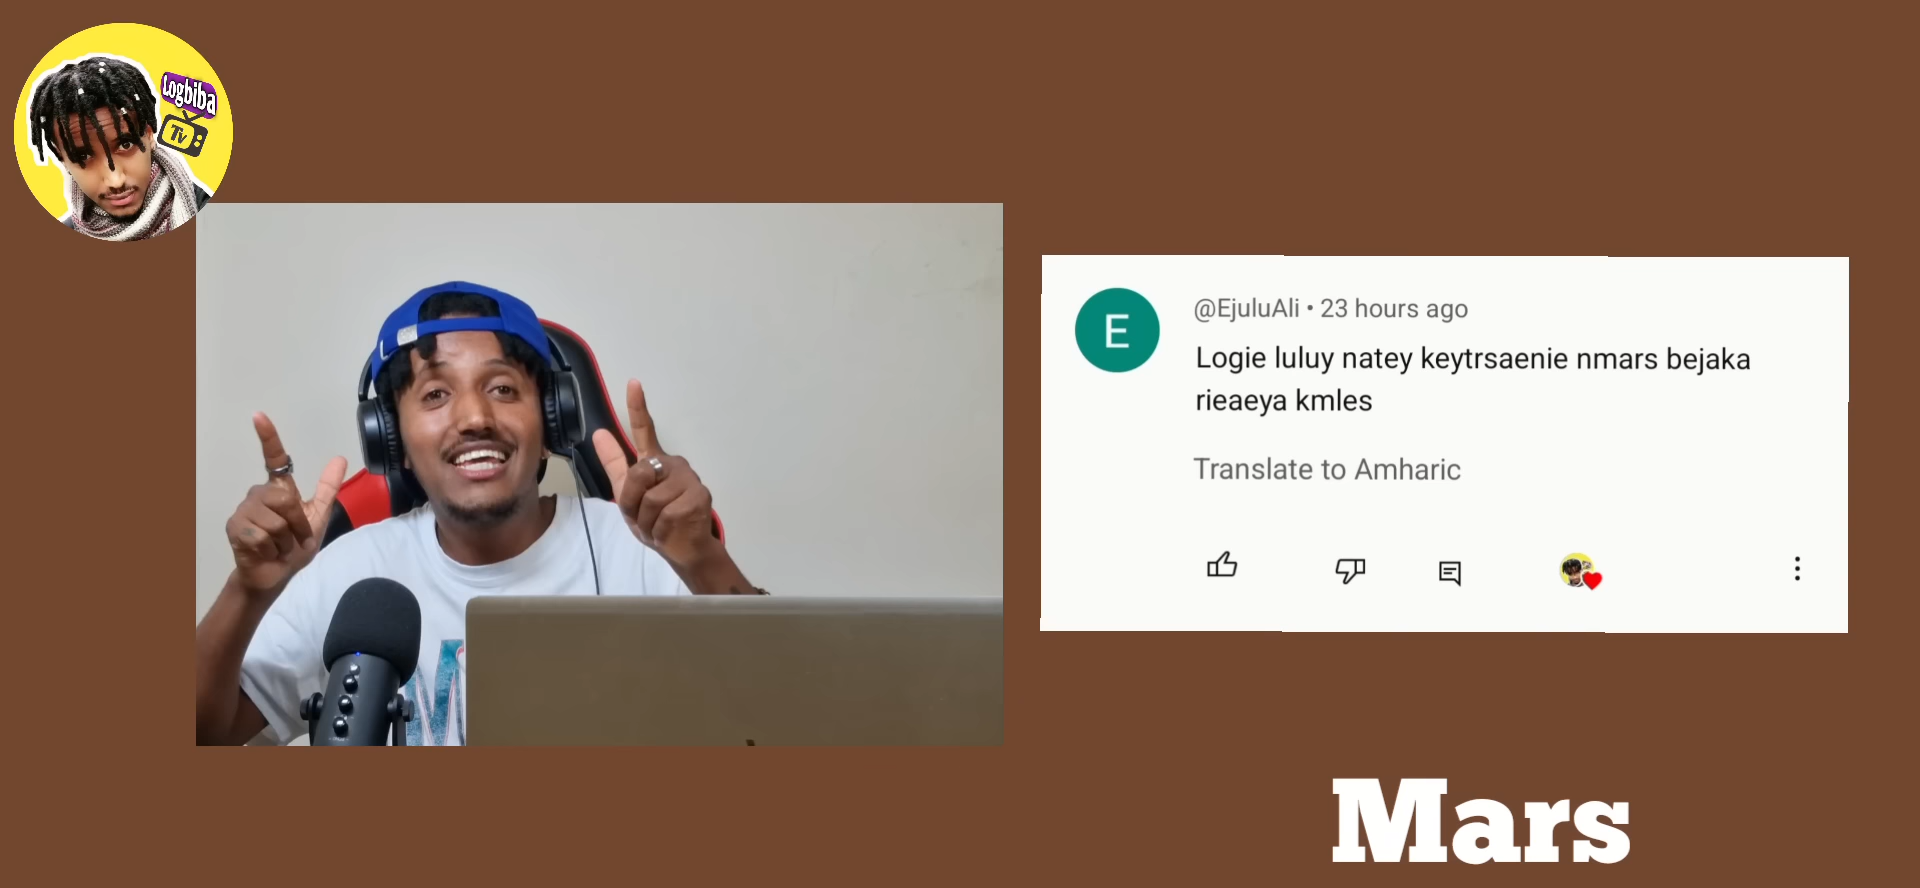 Logbiba
Tv
E
@EjuluAli • 23 hours ago
Logie luluy natey keytrsaenie nmars bejaka
rieaeya kmles
Translate to Amharic
Mars